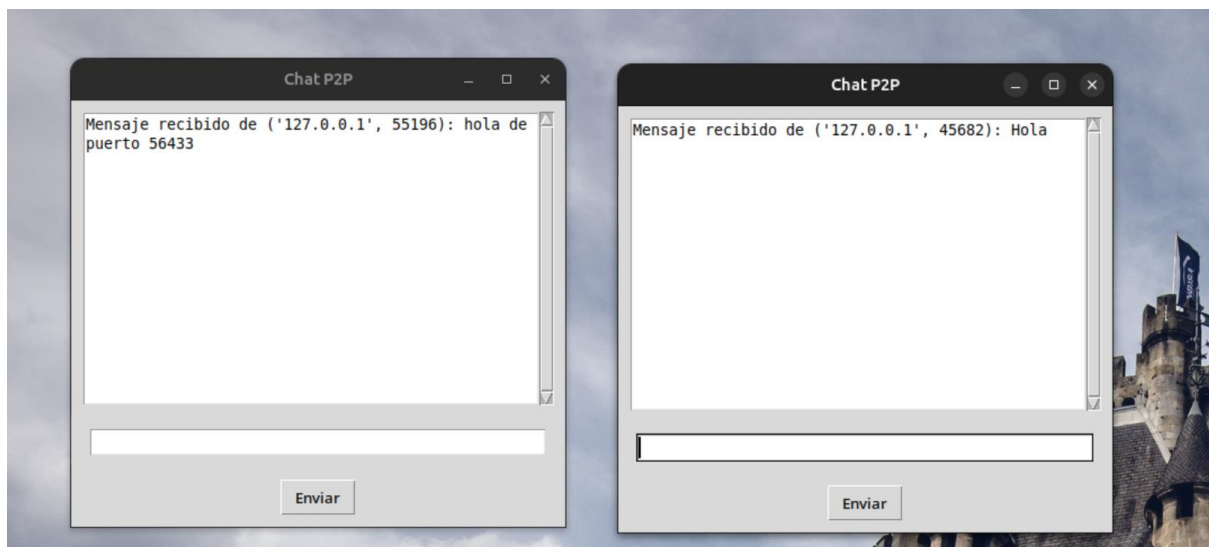 Chat P2P
Mensaje recibido de ('127.0.0.1', 55196): hola de
puerto 56433
Enviar
Chat P2P
Mensaje recibido de ('127.0.0.1', 45682): Hola
Enviar